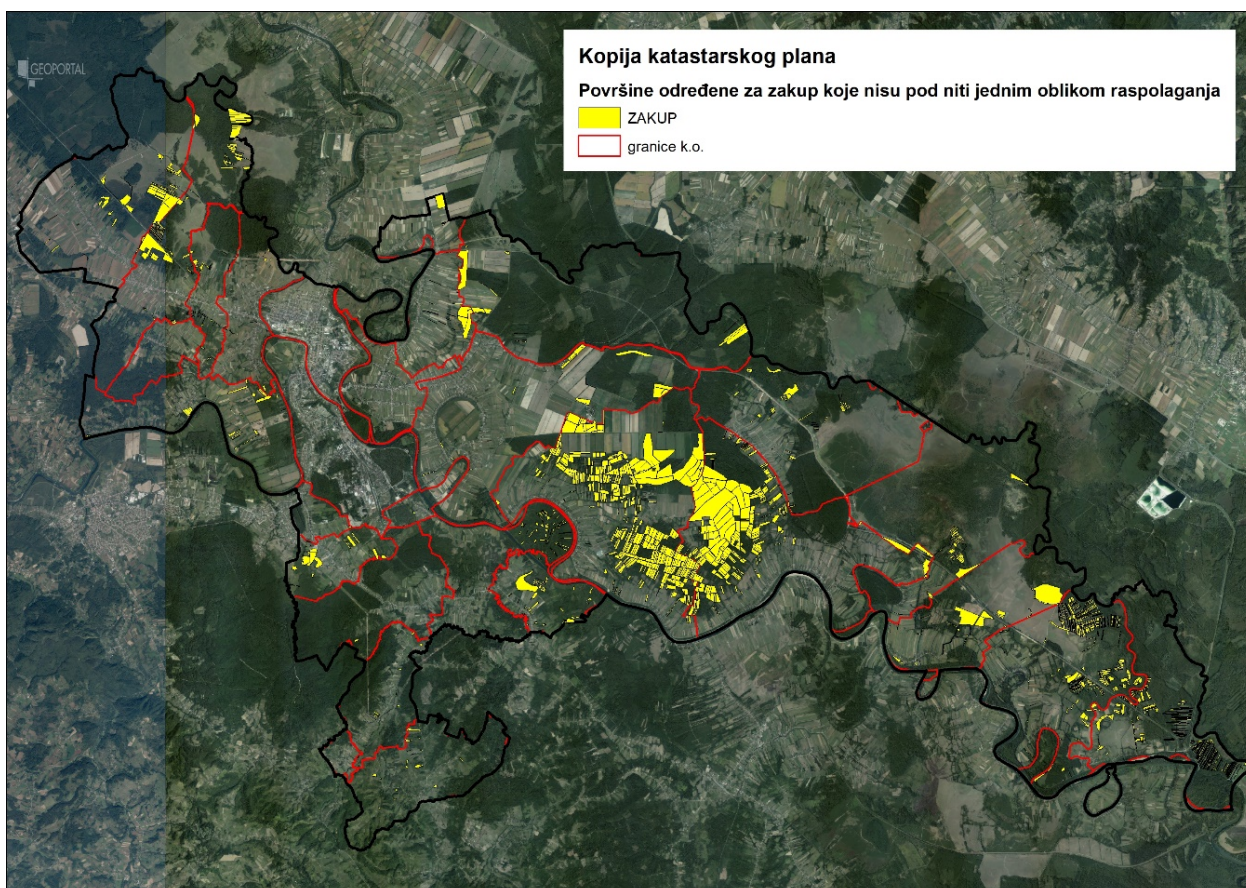 GEOPORTAL
Kopija katastarskog plana
Površine određene za zakup koje nisu pod niti jednim oblikom raspolaganja
ZAKUP
granice k.o.